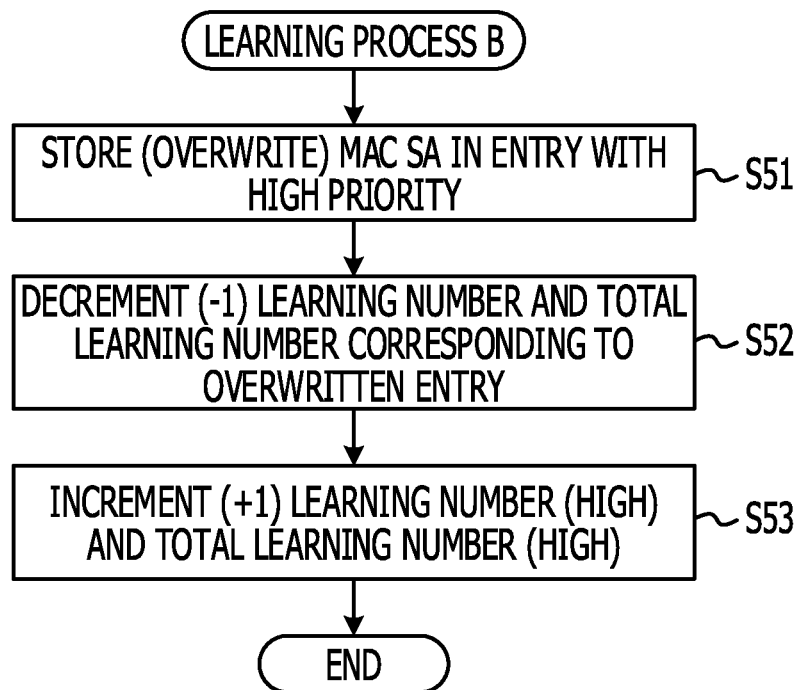 LEARNING PROCESS B
STORE (OVERWRITE) MAC SA IN ENTRY WITH
HIGH PRIORITY
S51
DECREMENT (-1) LEARNING NUMBER AND TOTAL
LEARNING NUMBER CORRESPONDING TO
OVERWRITTEN ENTRY
S52
INCREMENT (+1) LEARNING NUMBER (HIGH)
AND TOTAL LEARNING NUMBER (HIGH)
S53
END